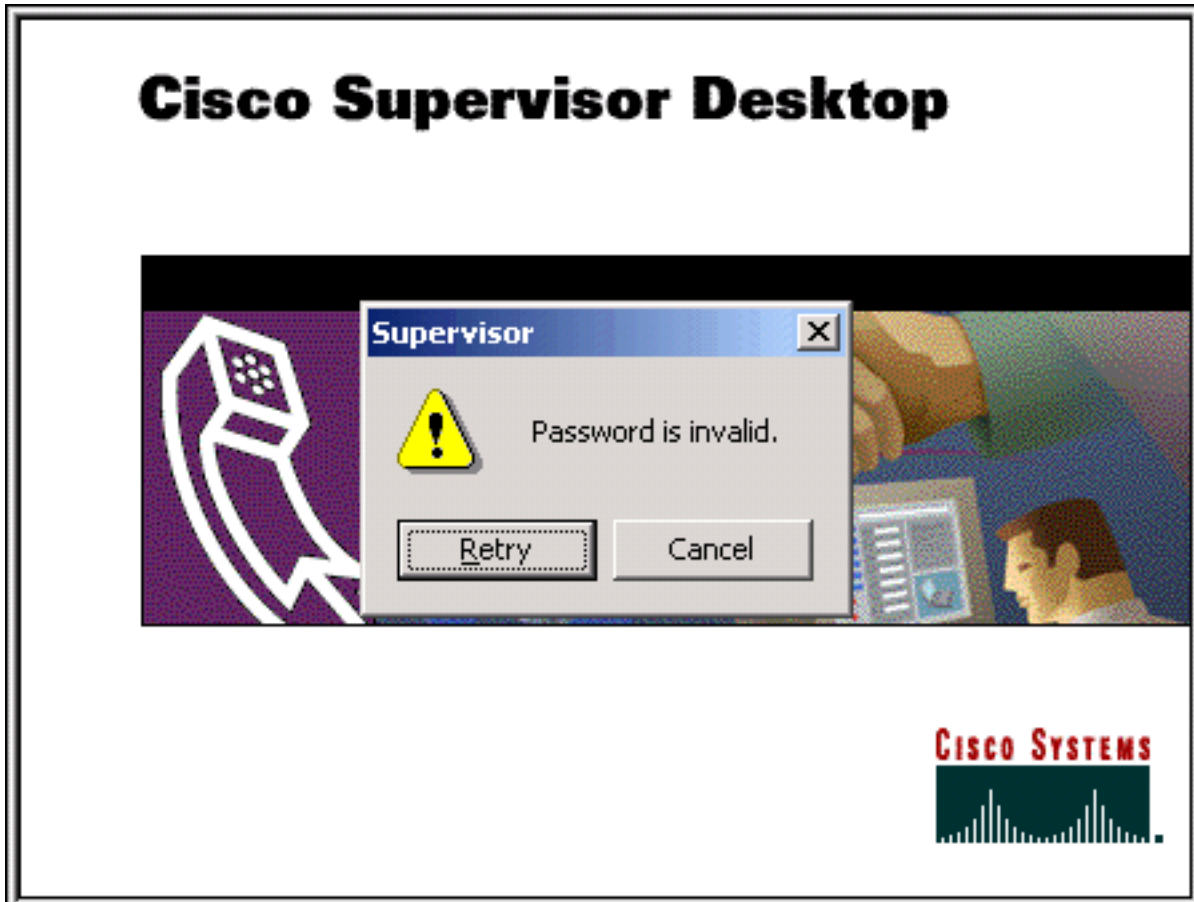 Cisco Supervisor Desktop
Supervisor
Password is invalid.
Retry
Cancel
CISCO SYSTEMS